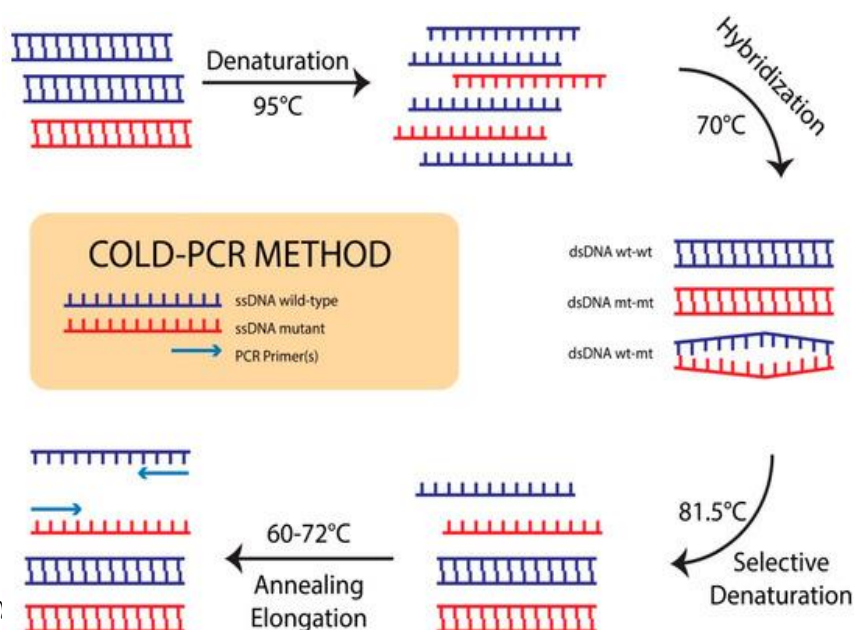 Denaturation
95°C
Hybridization
70°C
COLD-PCR METHOD
ssDNA wild-type
ssDNA mutant
PCR Primer(s)
dsDNA wt-wt
dsDNA mt-mt
dsDNA wt-mt
81.5°C
Selective
Denaturation
60-72°C
Annealing
Elongation